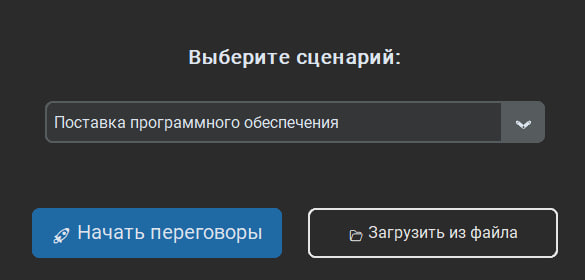 Выберите сценарий:
Поставка программного обеспечения
Начать переговоры
Загрузить из файла